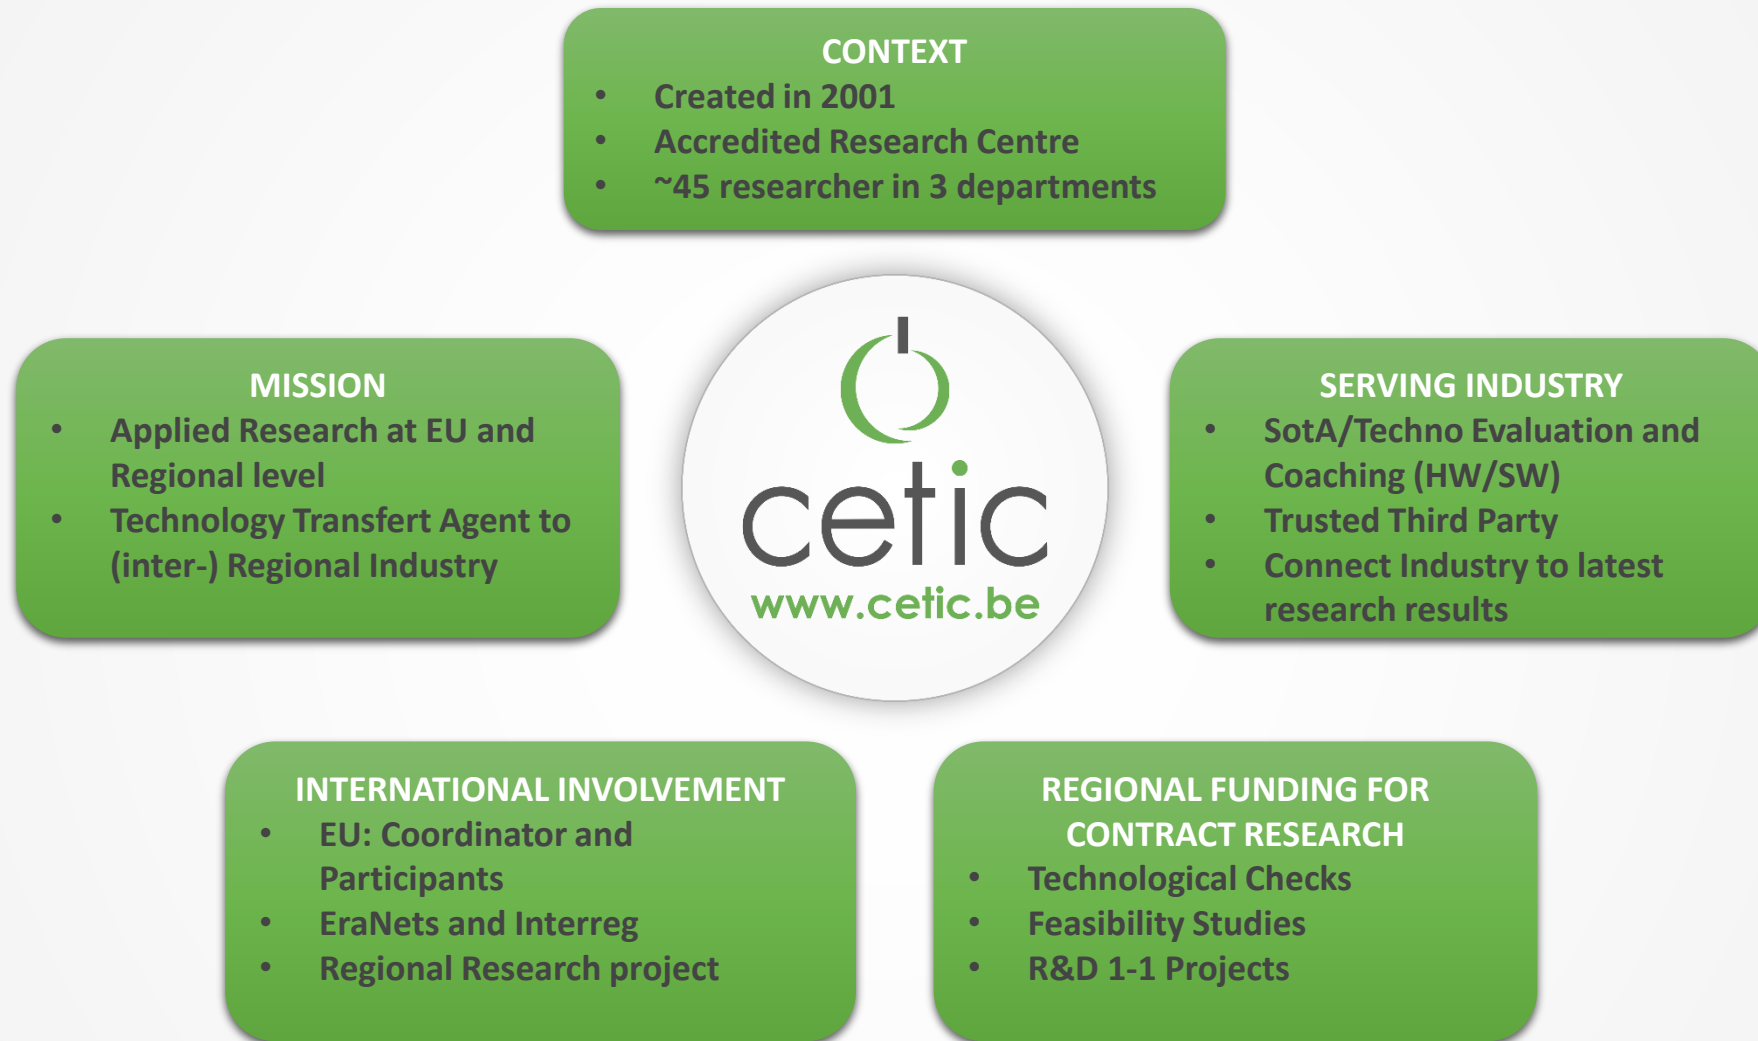 CONTEXT
• Created in 2001
• Accredited Research Centre
• ~45 researcher in 3 departments
MISSION
• Applied Research at EU and
Regional level
• Technology Transfert Agent to
(inter-) Regional Industry
cetic
www.cetic.be
SERVING INDUSTRY
• SotA/Techno Evaluation and
Coaching (HW/SW)
• Trusted Third Party
• Connect Industry to latest
research results
INTERNATIONAL INVOLVEMENT
• EU: Coordinator and
Participants
• EraNets and Interreg
• Regional Research project
REGIONAL FUNDING FOR
CONTRACT RESEARCH
• Technological Checks
• Feasibility Studies
• R&D 1-1 Projects